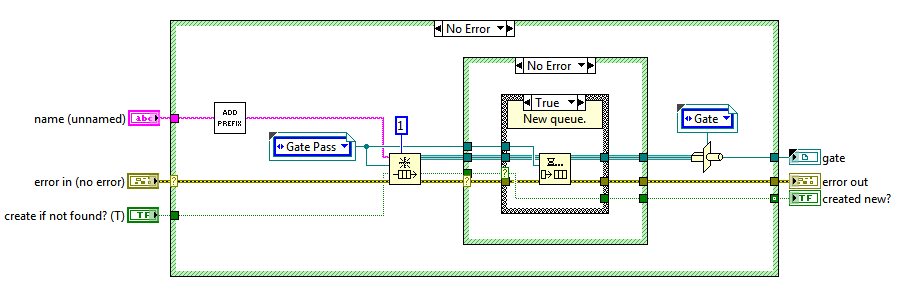 No Error
No Error
True
New queue.
ADD
PREFIX
name (unnamed)
abc
1
Gate Pass
Gate
gate
error in (no error)
error out
create if not found? (T)
TF
TF
created new?
?
?
?